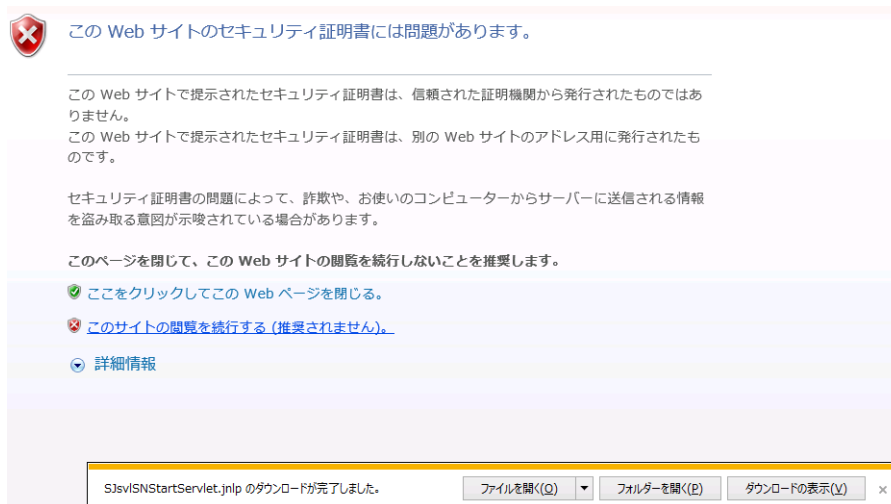 この Web サイトのセキュリティ証明書には問題があります。
この Web サイトで提示されたセキュリティ証明書は、信頼された証明機関から発行されたものではあ
りません。
この Web サイトで提示されたセキュリティ証明書は、別の Web サイトのアドレス用に発行されたも
のです。
セキュリティ証明書の問題によって、詐欺や、お使いのコンピューターからサーバーに送信される情報
を盗み取る意図が示唆されている場合があります。
このページを閉じて、この Web サイトの閲覧を続行しないことを推奨します。
ここをクリックしてこの Web ページを閉じる。
このサイトの閲覧を続行する (推奨されません)。
詳細情報
SJsvlSNStartServlet.jnlp のダウンロードが完了しました。 ファイルを開く(O) フォルダーを開く(P) ダウンロードの表示(V) ×